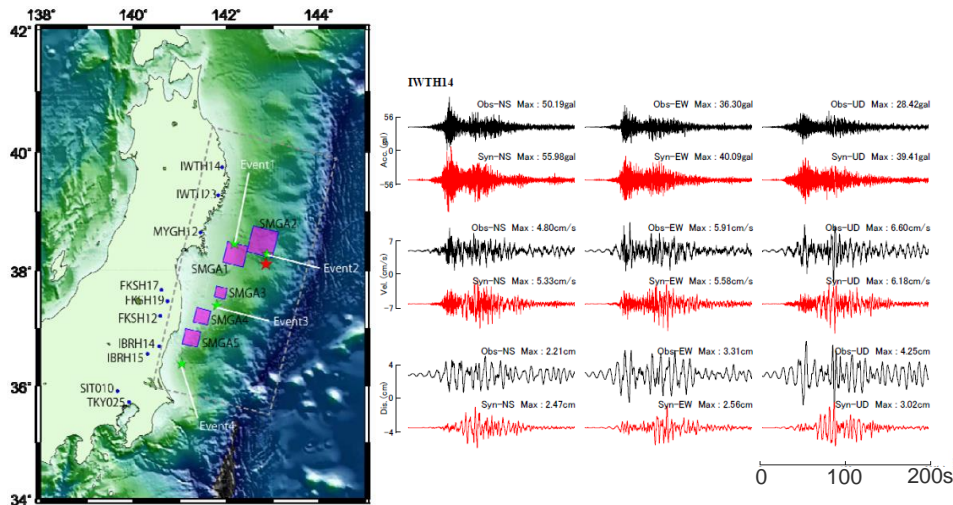 138˚ 140˚ 142˚ 144˚
42˚
40˚
38˚
36˚
34˚
IWTH14
IWTH23
MYGH12
FKSH17
FKSH19
FKSH12
IBRH14
IBRH15
SIT010
TKY025
Event1
SMGA2
SMGA1
Event2
SMGA3
Event3
SMGA4
SMGA5
Event4
IWTH14
Obs-NS Max : 50.19gal
Obs-EW Max : 36.30gal
Obs-UD Max : 28.42gal
Acc. (gal)
56
0
-56
Syn-NS Max : 55.98gal
Syn-EW Max : 40.09gal
Syn-UD Max : 39.41gal
Obs-NS Max : 4.80cm/s
Obs-EW Max : 5.91cm/s
Obs-UD Max : 6.60cm/s
Vel. (cm/s)
7
0
-7
Syn-NS Max : 5.33cm/s
Syn-EW Max : 5.58cm/s
Syn-UD Max : 6.18cm/s
Obs-NS Max : 2.21cm
Obs-EW Max : 3.31cm
Obs-UD Max : 4.25cm
Dis. (cm)
4
0
-4
Syn-NS Max : 2.47cm
Syn-EW Max : 2.56cm
Syn-UD Max : 3.02cm
0 100 200s